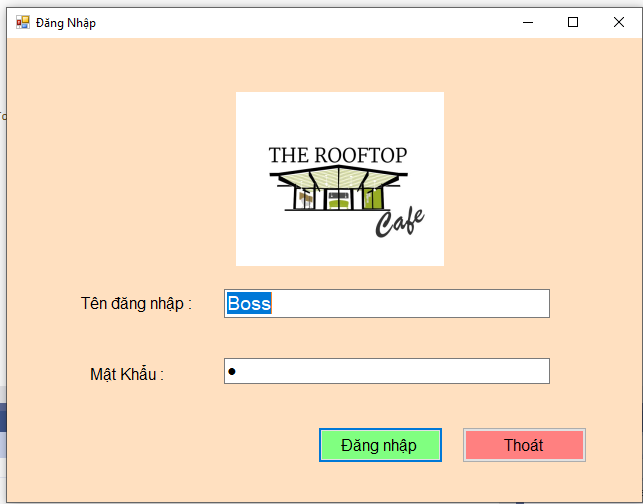 Đăng Nhập
THE ROOFTOP
Cafe
Tên đăng nhập :
Boss
Mật Khẩu :
●
Đăng nhập
Thoát